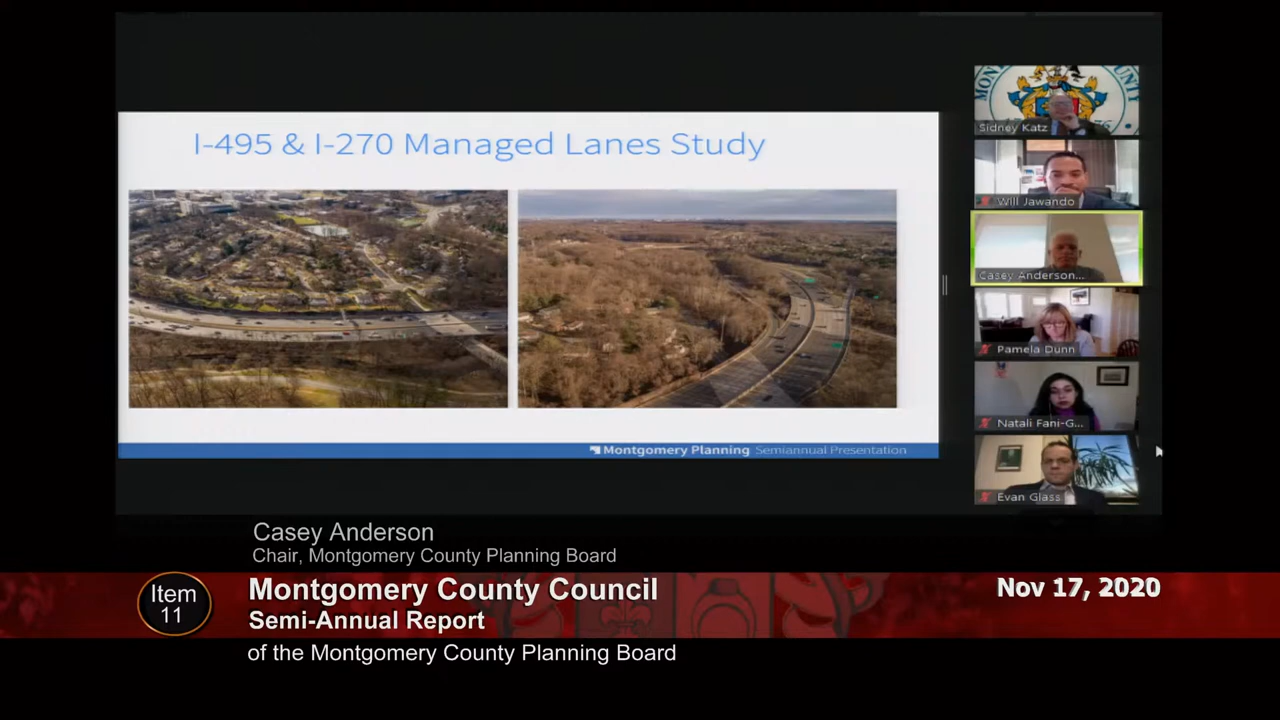 I-495 & I-270 Managed Lanes Study
Montgomery Planning Semiannual Presentation
Sidney Katz
Will Jawando
Casey Anderson...
Pamela Dunn
Natali Fani-G...
Evan Glass
Casey Anderson
Chair, Montgomery County Planning Board
Item
11
Montgomery County Council
Nov 17, 2020
Semi-Annual Report
of the Montgomery County Planning Board